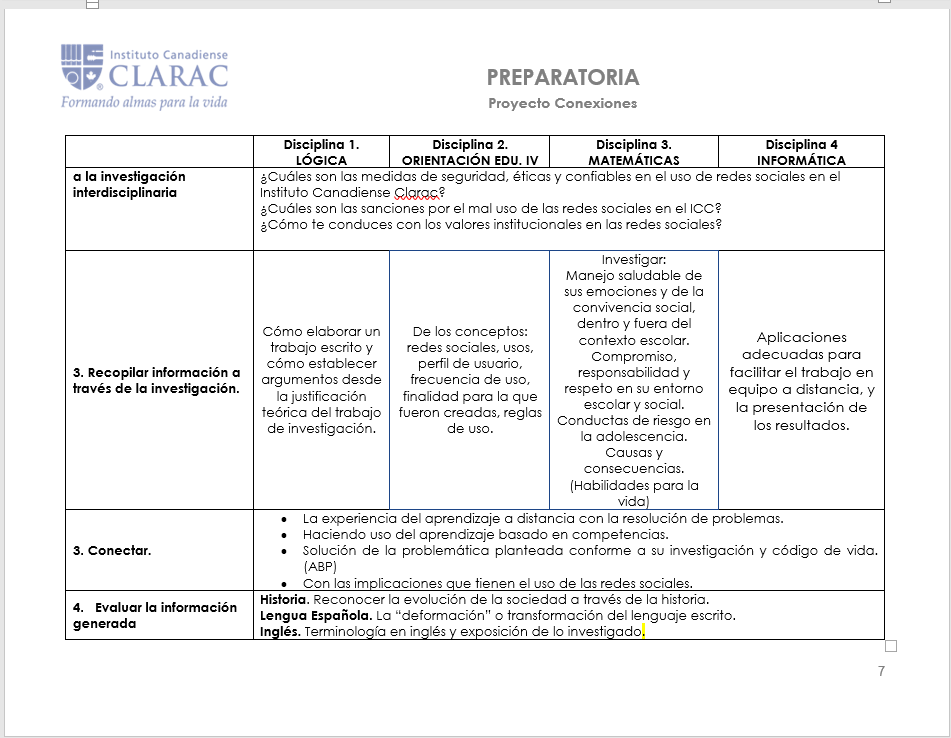 Instituto Canadiense
CLARAC
Formando almas para la vida
PREPARATORIA
Proyecto Conexiones
Disciplina 1.
LÓGICA
Disciplina 2.
ORIENTACIÓN EDU. IV
Disciplina 3.
MATEMÁTICAS
Disciplina 4
INFORMÁTICA
a la investigación
interdisciplinaria
¿Cuáles son las medidas de seguridad, éticas y confiables en el uso de redes sociales en el
Instituto Canadiense Clarac?
¿Cuáles son las sanciones por el mal uso de las redes sociales en el ICC?
¿Cómo te conduces con los valores institucionales en las redes sociales?
3. Recopilar información a
través de la investigación.
Cómo elaborar un
trabajo escrito y
cómo establecer
argumentos desde
la justificación
teórica del trabajo
de investigación.
De los conceptos:
redes sociales, usos,
perfil de usuario,
frecuencia de uso,
finalidad para la que
fueron creadas, reglas
de uso.
Investigar:
Manejo saludable de
sus emociones y de la
convivencia social,
dentro y fuera del
contexto escolar.
Compromiso,
responsabilidad y
respeto en su entorno
escolar y social.
Conductas de riesgo en
la adolescencia.
Causas y
consecuencias.
(Habilidades para la
vida)
Aplicaciones
adecuadas para
facilitar el trabajo en
equipo a distancia, y
la presentación de
los resultados.
3. Conectar.
• La experiencia del aprendizaje a distancia con la resolución de problemas.
• Haciendo uso del aprendizaje basado en competencias.
• Solución de la problemática planteada conforme a su investigación y código de vida.
(ABP)
• Con las implicaciones que tienen el uso de las redes sociales.
4. Evaluar la información
generada
Historia. Reconocer la evolución de la sociedad a través de la historia.
Lengua Española. La “deformación” o transformación del lenguaje escrito.
Inglés. Terminología en inglés y exposición de lo investigado.
7